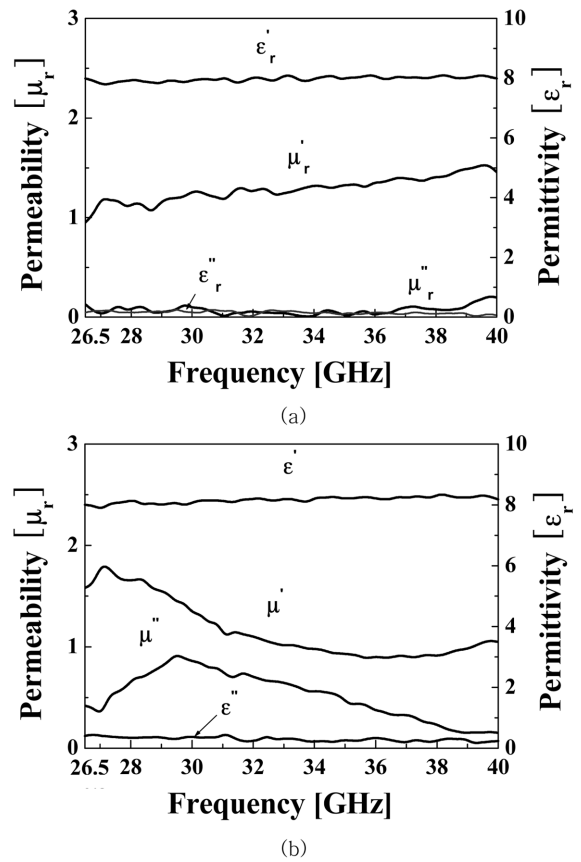 3
2
1
0
10
8
6
4
2
0
Permeability [μr]
Permittivity [εr]
ε'r
μ'r
ε''r
μ''r
26.5 28 30 32 34 36 38 40
Frequency [GHz]
(a)
3
2
1
0
10
8
6
4
2
0
Permeability [μr]
Permittivity [εr]
ε'
μ'
μ''
ε''
26.5 28 30 32 34 36 38 40
Frequency [GHz]
(b)